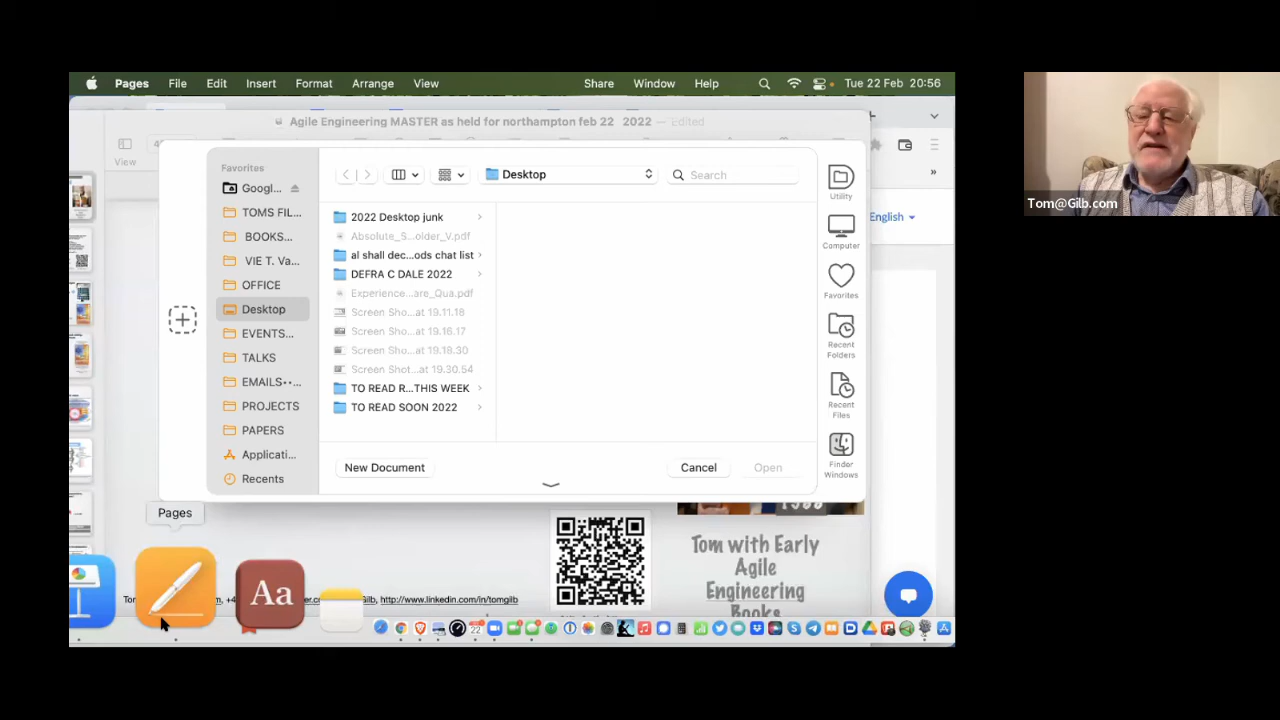 Pages File Edit Insert Format Arrange View Share Window Help Tue 22 Feb 20:56
Agile Engineering MASTER as held for northampton feb 22 2022 — Edited
View
Favorites
Googl...
TOMS FIL...
BOOKS...
VIE T. Va...
OFFICE
Desktop
EVENTS...
TALKS
EMAILS••...
PROJECTS
PAPERS
Applicati...
Recents
Desktop
Search
2022 Desktop junk
Absolute_S...older_V.pdf
al shall dec...ods chat list
DEFRA C DALE 2022
Experience...are_Qua.pdf
Screen Sho...at 19.11.18
Screen Sho...at 19.16.17
Screen Sho...at 19.18.30
Screen Shot...at 19.30.54
TO READ R...THIS WEEK
TO READ SOON 2022
New Document
Cancel
Open
Utility
Computer
Favorites
Recent
Folders
Recent
Files
Finder
Windows
English
Tom@Gilb.com
Pages
Aa
Tom with Early
Agile
Engineering
Books
http://www.linkedin.com/in/tomgilb